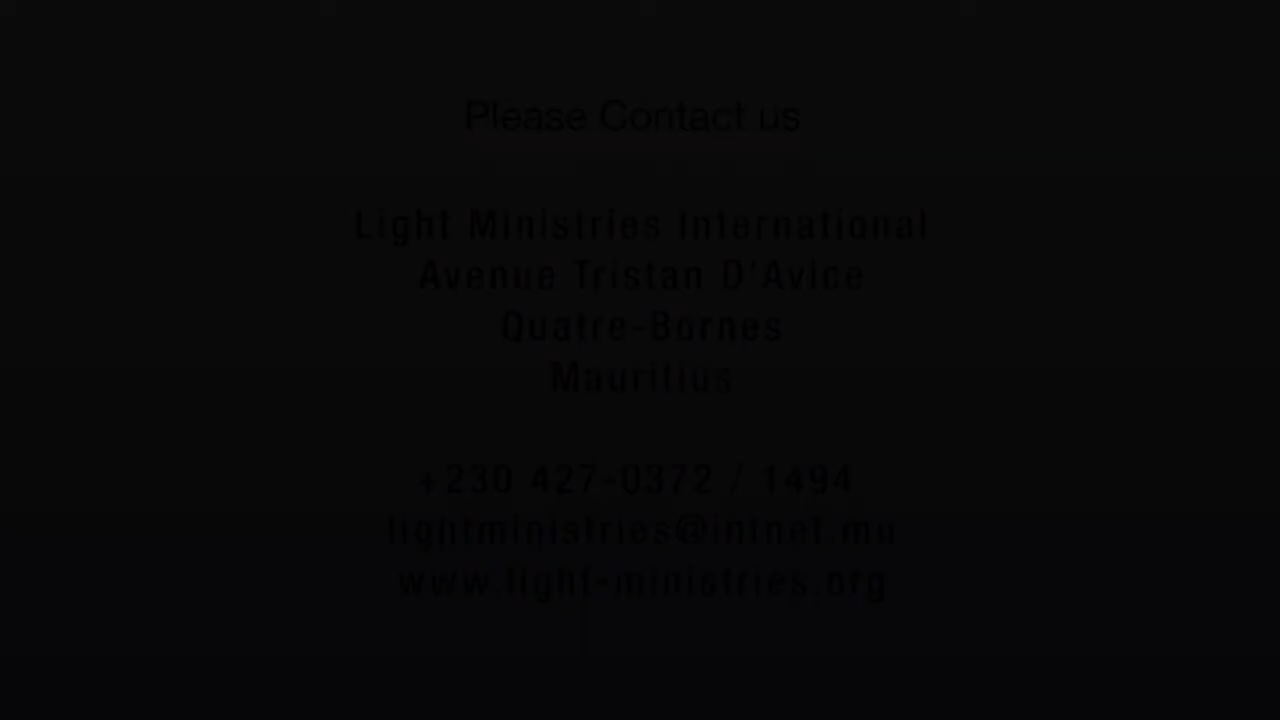 Please Contact us
Light Ministries International
Avenue Tristan D'Avice
Quatre-Bornes
Mauritius
+230 427-0372 / 1494
lightministries@intnet.mu
www.light-ministries.org